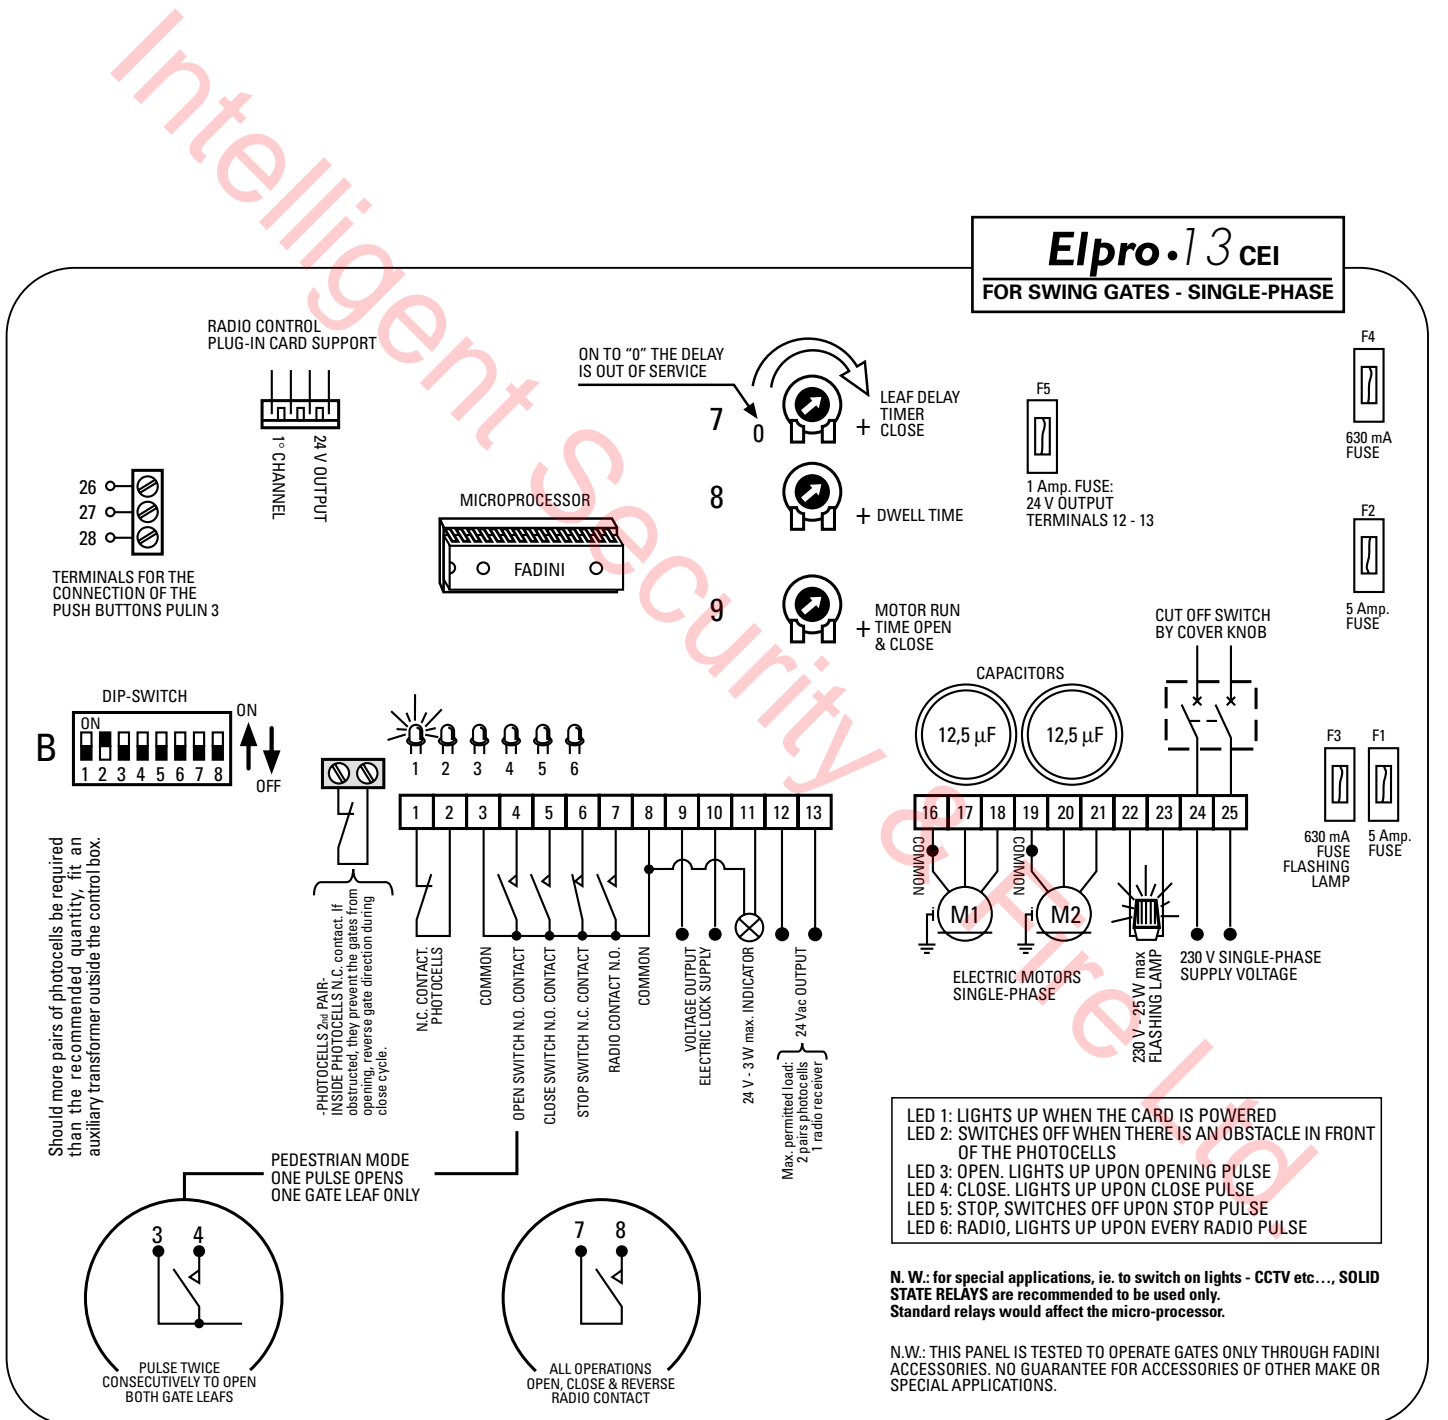 Intelligent Security & Fire Ltd
Elpro • 13 CEI
FOR SWING GATES - SINGLE-PHASE
RADIO CONTROL
PLUG-IN CARD SUPPORT
1° CHANNEL
24 V OUTPUT
26
27
28
TERMINALS FOR THE
CONNECTION OF THE
PUSH BUTTONS PULIN 3
MICROPROCESSOR
FADINI
ON TO “0” THE DELAY
IS OUT OF SERVICE
7
0
+
LEAF DELAY
TIMER
CLOSE
8
+ DWELL TIME
9
+
MOTOR RUN
TIME OPEN
& CLOSE
F5
1 Amp. FUSE:
24 V OUTPUT
TERMINALS 12 - 13
F4
630 mA
FUSE
F2
5 Amp.
FUSE
CUT OFF SWITCH
BY COVER KNOB
CAPACITORS
12,5 µF
12,5 µF
F3
F1
630 mA
FUSE
FLASHING
LAMP
5 Amp.
FUSE
DIP-SWITCH
B
ON
1 2 3 4 5 6 7 8
ON
OFF
1 2 3 4 5 6
1 2 3 4 5 6 7 8 9 10 11 12 13
16 17 18 19 20 21 22 23 24 25
Should more pairs of photocells be required
than the recommended quantity, fit an
auxiliary transformer outside the control box.
-PHOTOCELLS 2nd PAIR-
INSIDE PHOTOCELLS N.C. contact. If
obstructed, they prevent the gates from
opening, reverse gate direction during
close cycle.
N.C. CONTACT.
PHOTOCELLS
COMMON
OPEN SWITCH N.O. CONTACT
CLOSE SWITCH N.O. CONTACT
STOP SWITCH N.C. CONTACT
RADIO CONTACT N.O.
COMMON
VOLTAGE OUTPUT
ELECTRIC LOCK SUPPLY
24 V - 3 W max. INDICATOR
24 Vac OUTPUT
Max. permitted load:
2 pairs photocells
1 radio receiver
COMMON
COMMON
M1
M2
ELECTRIC MOTORS
SINGLE-PHASE
230 V - 25 W max
FLASHING LAMP
230 V SINGLE-PHASE
SUPPLY VOLTAGE
LED 1: LIGHTS UP WHEN THE CARD IS POWERED
LED 2: SWITCHES OFF WHEN THERE IS AN OBSTACLE IN FRONT
OF THE PHOTOCELLS
LED 3: OPEN. LIGHTS UP UPON OPENING PULSE
LED 4: CLOSE. LIGHTS UP UPON CLOSE PULSE
LED 5: STOP, SWITCHES OFF UPON STOP PULSE
LED 6: RADIO, LIGHTS UP UPON EVERY RADIO PULSE
PEDESTRIAN MODE
ONE PULSE OPENS
ONE GATE LEAF ONLY
3 4
PULSE TWICE
CONSECUTIVELY TO OPEN
BOTH GATE LEAFS
7 8
ALL OPERATIONS
OPEN, CLOSE & REVERSE
RADIO CONTACT
N. W.: for special applications, ie. to switch on lights - CCTV etc…, SOLID
STATE RELAYS are recommended to be used only.
Standard relays would affect the micro-processor.
N.W.: THIS PANEL IS TESTED TO OPERATE GATES ONLY THROUGH FADINI
ACCESSORIES. NO GUARANTEE FOR ACCESSORIES OF OTHER MAKE OR
SPECIAL APPLICATIONS.